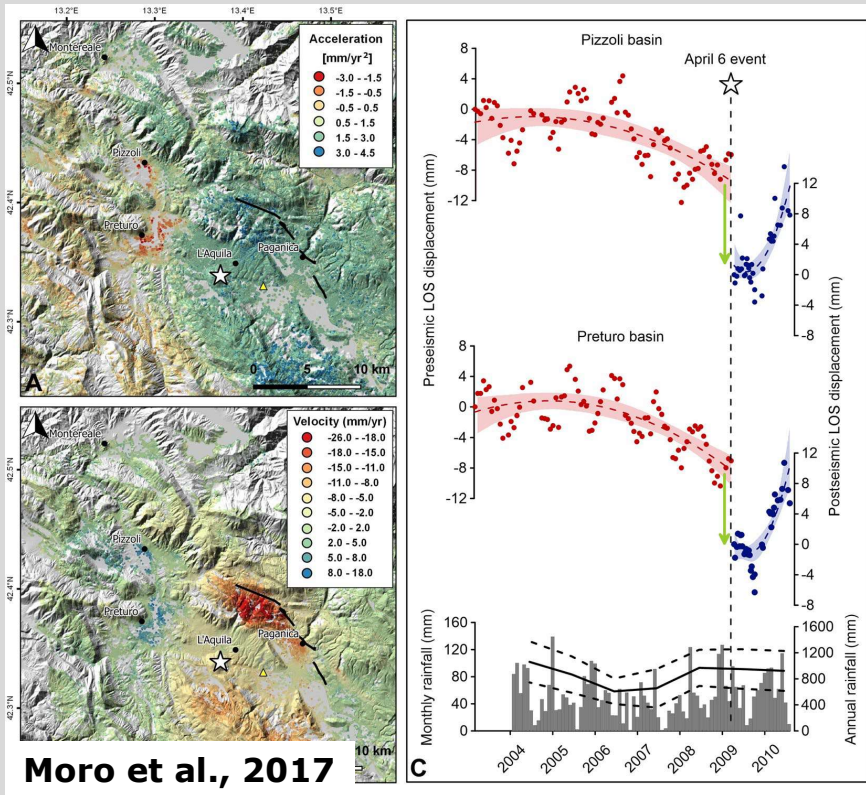 13.2°E 13.3°E 13.4°E 13.5°E
42.5°N
42.4°N
42.3°N
Montereale
Pizzoli
Preturo
L'Aquila
Paganica
Acceleration
[mm/yr²]
-3.0 - -1.5
-1.5 - -0.5
-0.5 - 0.5
0.5 - 1.5
1.5 - 3.0
3.0 - 4.5
0 5 10 km
A
42.5°N
42.4°N
42.3°N
Montereale
Pizzoli
Preturo
L'Aquila
Paganica
Velocity (mm/yr)
-26.0 - -18.0
-18.0 - -15.0
-15.0 - -11.0
-11.0 - -8.0
-8.0 - -5.0
-5.0 - -2.0
-2.0 - 2.0
2.0 - 5.0
5.0 - 8.0
8.0 - 18.0
10 km
Moro et al., 2017
Pizzoli basin
April 6 event
8
4
0
-4
-8
-12
12
8
4
0
-4
-8
Preseismic LOS displacement (mm)
Postseismic LOS displacement (mm)
Preturo basin
8
4
0
-4
-8
-12
12
8
4
0
-4
-8
Monthly rainfall (mm)
160
120
80
40
0
Annual rainfall (mm)
1600
1200
800
400
0
2004 2005 2006 2007 2008 2009 2010
C